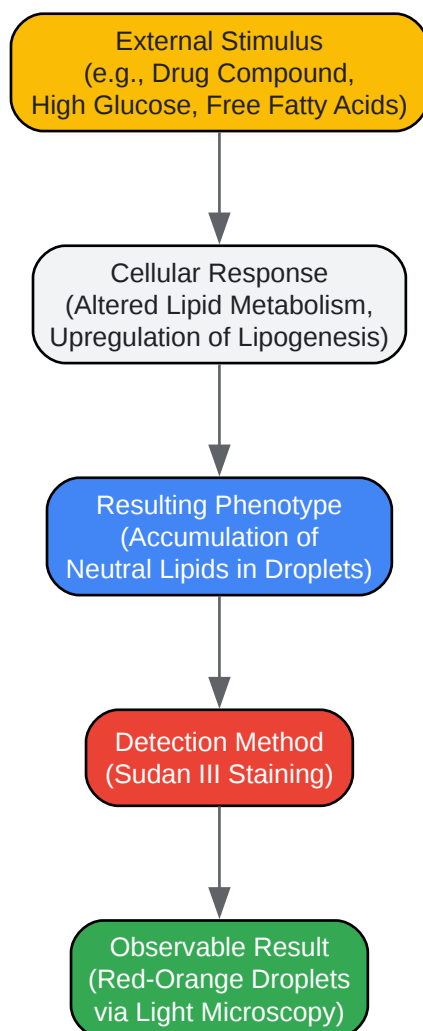 External Stimulus
(e.g., Drug Compound,
High Glucose, Free Fatty Acids)
Cellular Response
(Altered Lipid Metabolism,
Upregulation of Lipogenesis)
Resulting Phenotype
(Accumulation of
Neutral Lipids in Droplets)
Detection Method
(Sudan III Staining)
Observable Result
(Red-Orange Droplets
via Light Microscopy)